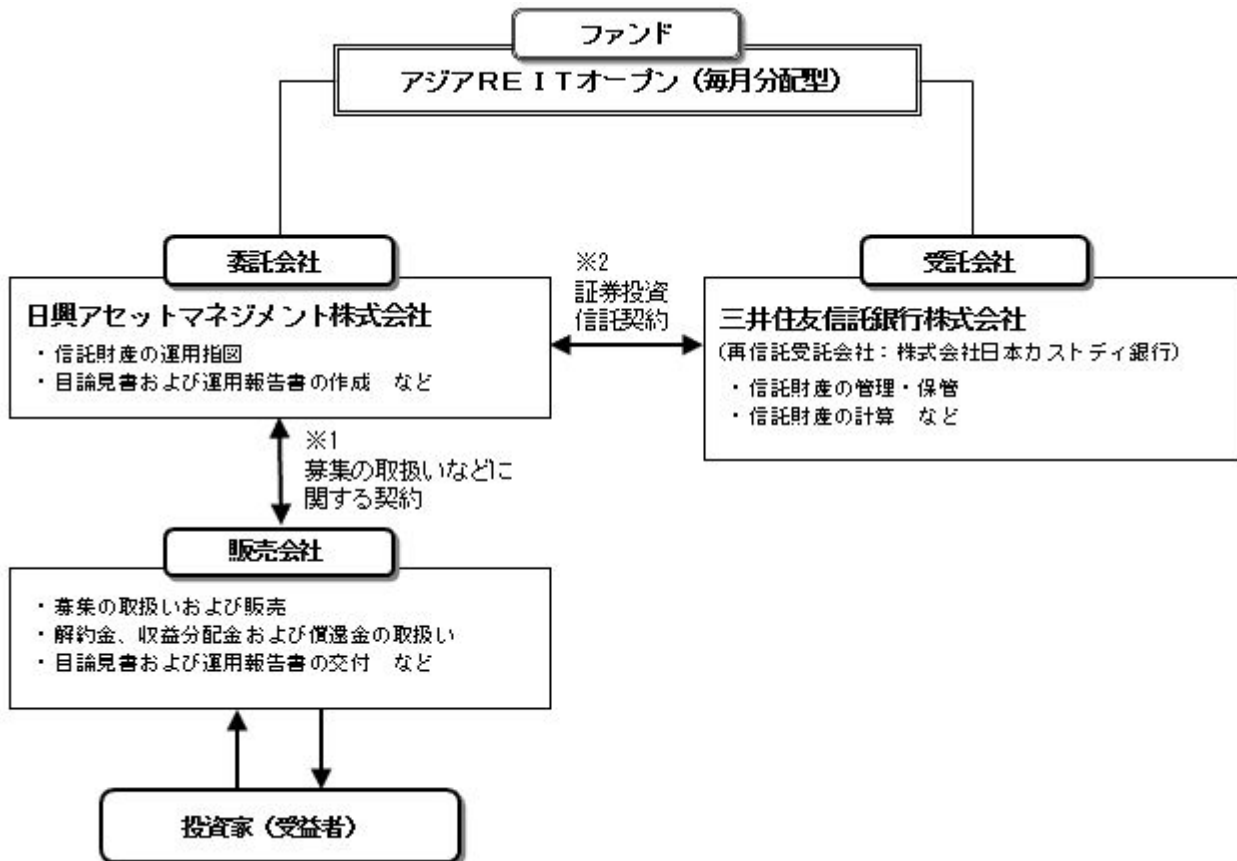 ファンド
アジアREITオープン（毎月分配型）
委託会社
日興アセットマネジメント株式会社
・信託財産の運用指図
・目論見書および運用報告書の作成　など
※2
証券投資
信託契約
受託会社
三井住友信託銀行株式会社
（再信託受託会社：株式会社日本カストディ銀行）
・信託財産の管理・保管
・信託財産の計算　など
※1
募集の取扱いなどに
関する契約
販売会社
・募集の取扱いおよび販売
・解約金、収益分配金および償還金の取扱い
・目論見書および運用報告書の交付　など
投資家（受益者）